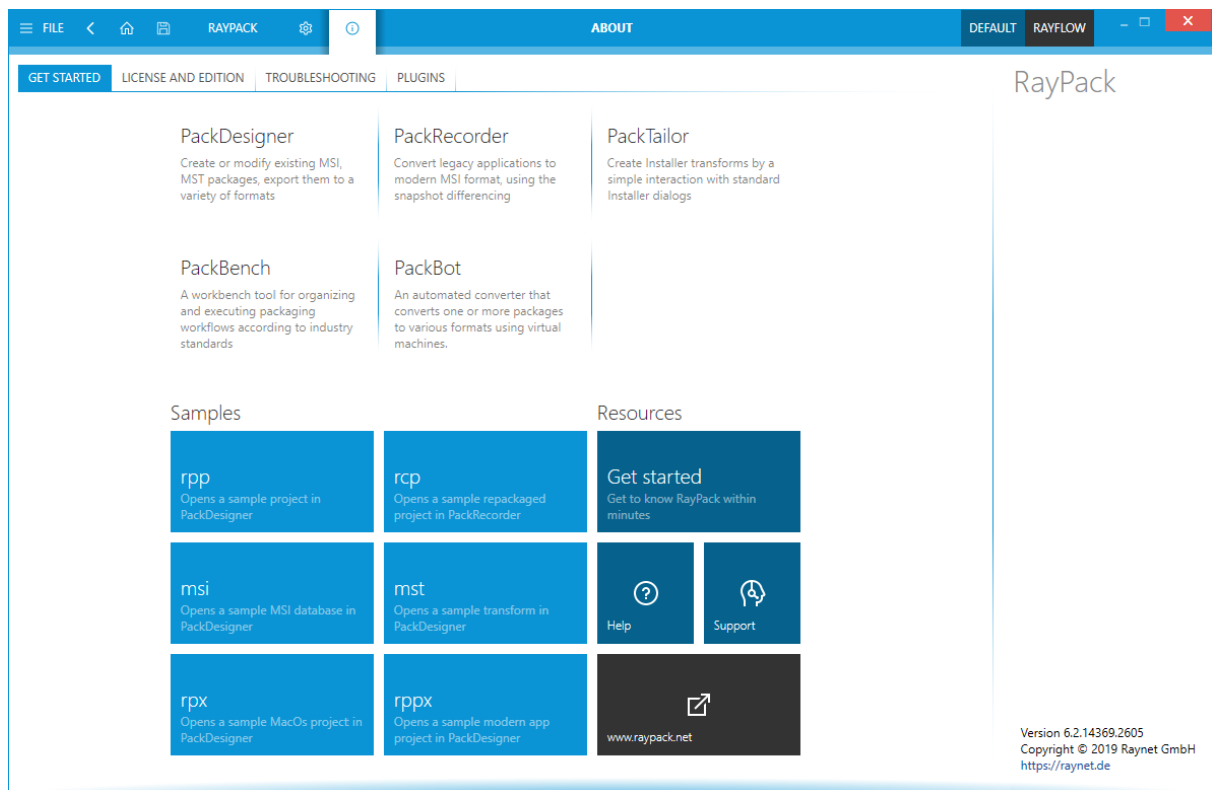 FILE
RAYPACK
ABOUT
DEFAULT
RAYFLOW
GET STARTED
LICENSE AND EDITION
TROUBLESHOOTING
PLUGINS
RayPack
PackDesigner
Create or modify existing MSI,
MST packages, export them to a
variety of formats
PackRecorder
Convert legacy applications to
modern MSI format, using the
snapshot differencing
PackTailor
Create Installer transforms by a
simple interaction with standard
Installer dialogs
PackBench
A workbench tool for organizing
and executing packaging
workflows according to industry
standards
PackBot
An automated converter that
converts one or more packages
to various formats using virtual
machines.
Samples
rpp
Opens a sample project in
PackDesigner
rcp
Opens a sample repackaged
project in PackRecorder
msi
Opens a sample MSI database in
PackDesigner
mst
Opens a sample transform in
PackDesigner
rpx
Opens a sample MacOs project in
PackDesigner
rppx
Opens a sample modern app
project in PackDesigner
Resources
Get started
Get to know RayPack within
minutes
Help
Support
www.raypack.net
Version 6.2.14369.2605
Copyright © 2019 Raynet GmbH
https://raynet.de